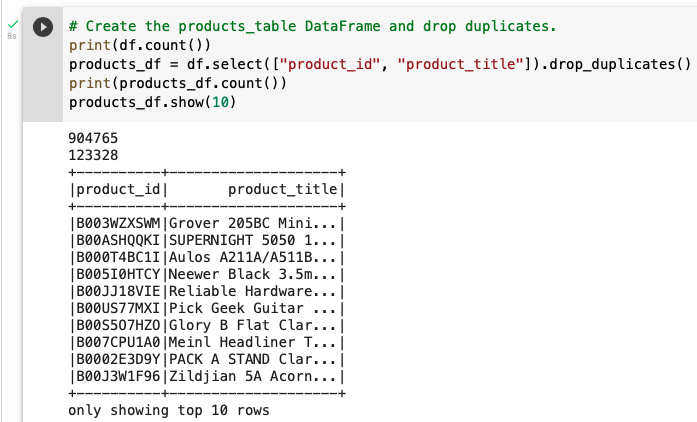 8s
# Create the products_table DataFrame and drop duplicates.
print(df.count())
products_df = df.select(["product_id", "product_title"]).drop_duplicates()
print(products_df.count())
products_df.show(10)
904765
123328
+----------+--------------------+
|product_id|       product_title|
+----------+--------------------+
|B003WZXSWM|Grover 205BC Mini...|
|B00ASHQQKI|SUPERNIGHT 5050 1...|
|B000T4BC1I|Aulos A211A/A511B...|
|B005I0HTCY|Neewer Black 3.5m...|
|B00JJ18VIE|Reliable Hardware...|
|B00US77MXI|Pick Geek Guitar ...|
|B00S5O7HZO|Glory B Flat Clar...|
|B007CPU1A0|Meinl Headliner T...|
|B0002E3D9Y|PACK A STAND Clar...|
|B00J3W1F96|Zildjian 5A Acorn...|
+----------+--------------------+
only showing top 10 rows